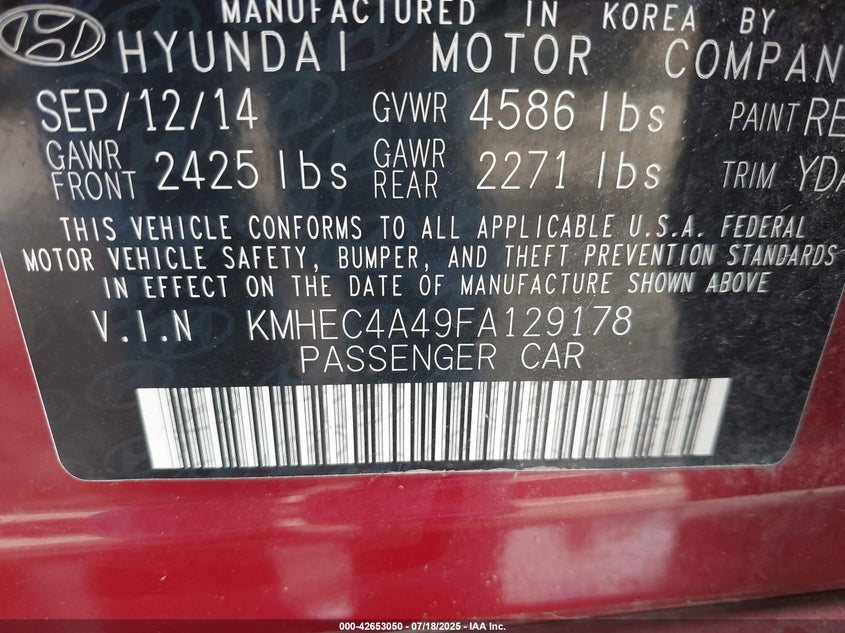 MANUFACTURED IN KOREA BY
HYUNDAI MOTOR COMPAN
SEP/12/14 GVWR 4586 lbs PAINT RE
GAWR FRONT 2425 lbs GAWR REAR 2271 lbs TRIM YDA
THIS VEHICLE CONFORMS TO ALL APPLICABLE U.S.A. FEDERAL
MOTOR VEHICLE SAFETY, BUMPER, AND THEFT PREVENTION STANDARDS
IN EFFECT ON THE DATE OF MANUFACTURE SHOWN ABOVE
V.I.N KMHEC4A49FA129178
PASSENGER CAR
000-42653050 - 07/18/2025 - IAA Inc.